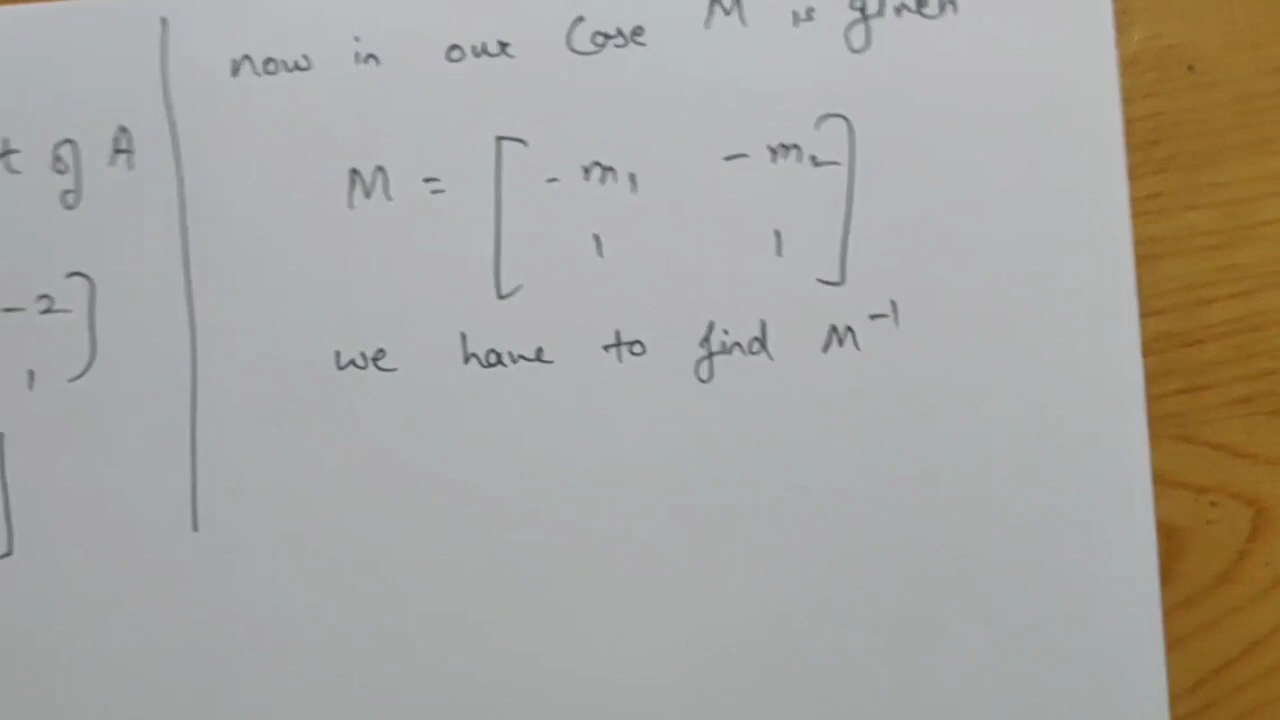 t of A
-2]
1
]
now in our Case M is given
M = [ - m₁ - m₂
1 1 ]
we have to find M⁻¹